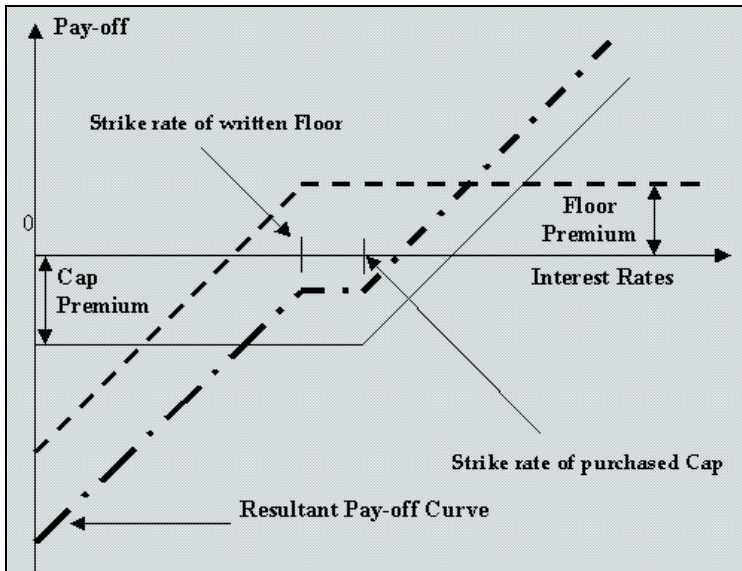 Pay-off
Strike rate of written Floor
0
Floor
Premium
Cap
Premium
Interest Rates
Strike rate of purchased Cap
Resultant Pay-off Curve